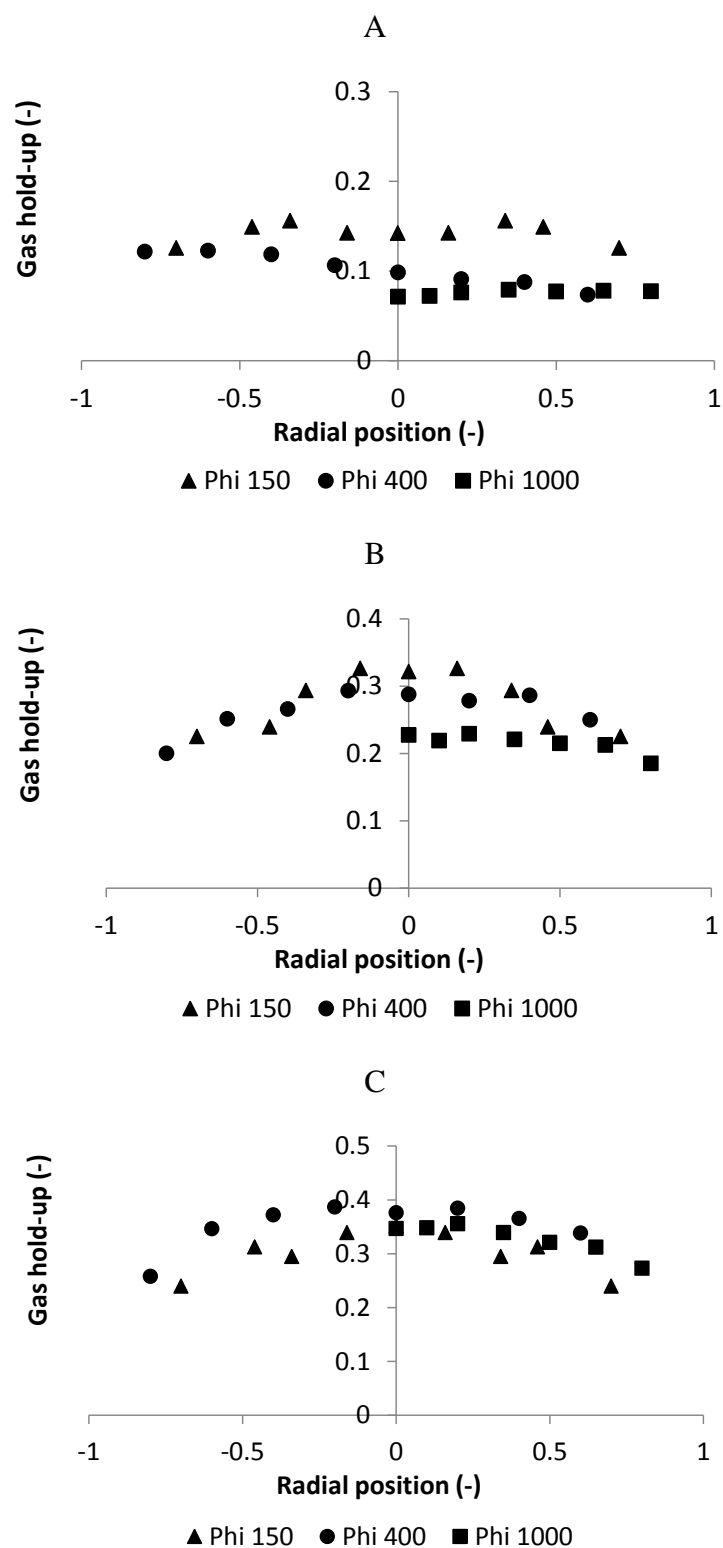 A
Gas hold-up (-)
0.3
0.2
0.1
0
-1 -0.5 0 0.5 1
Radial position (-)
Phi 150 Phi 400 Phi 1000
B
Gas hold-up (-)
0.4
0.3
0.2
0.1
0
-1 -0.5 0 0.5 1
Radial position (-)
Phi 150 Phi 400 Phi 1000
C
Gas hold-up (-)
0.5
0.4
0.3
0.2
0.1
0
-1 -0.5 0 0.5 1
Radial position (-)
Phi 150 Phi 400 Phi 1000